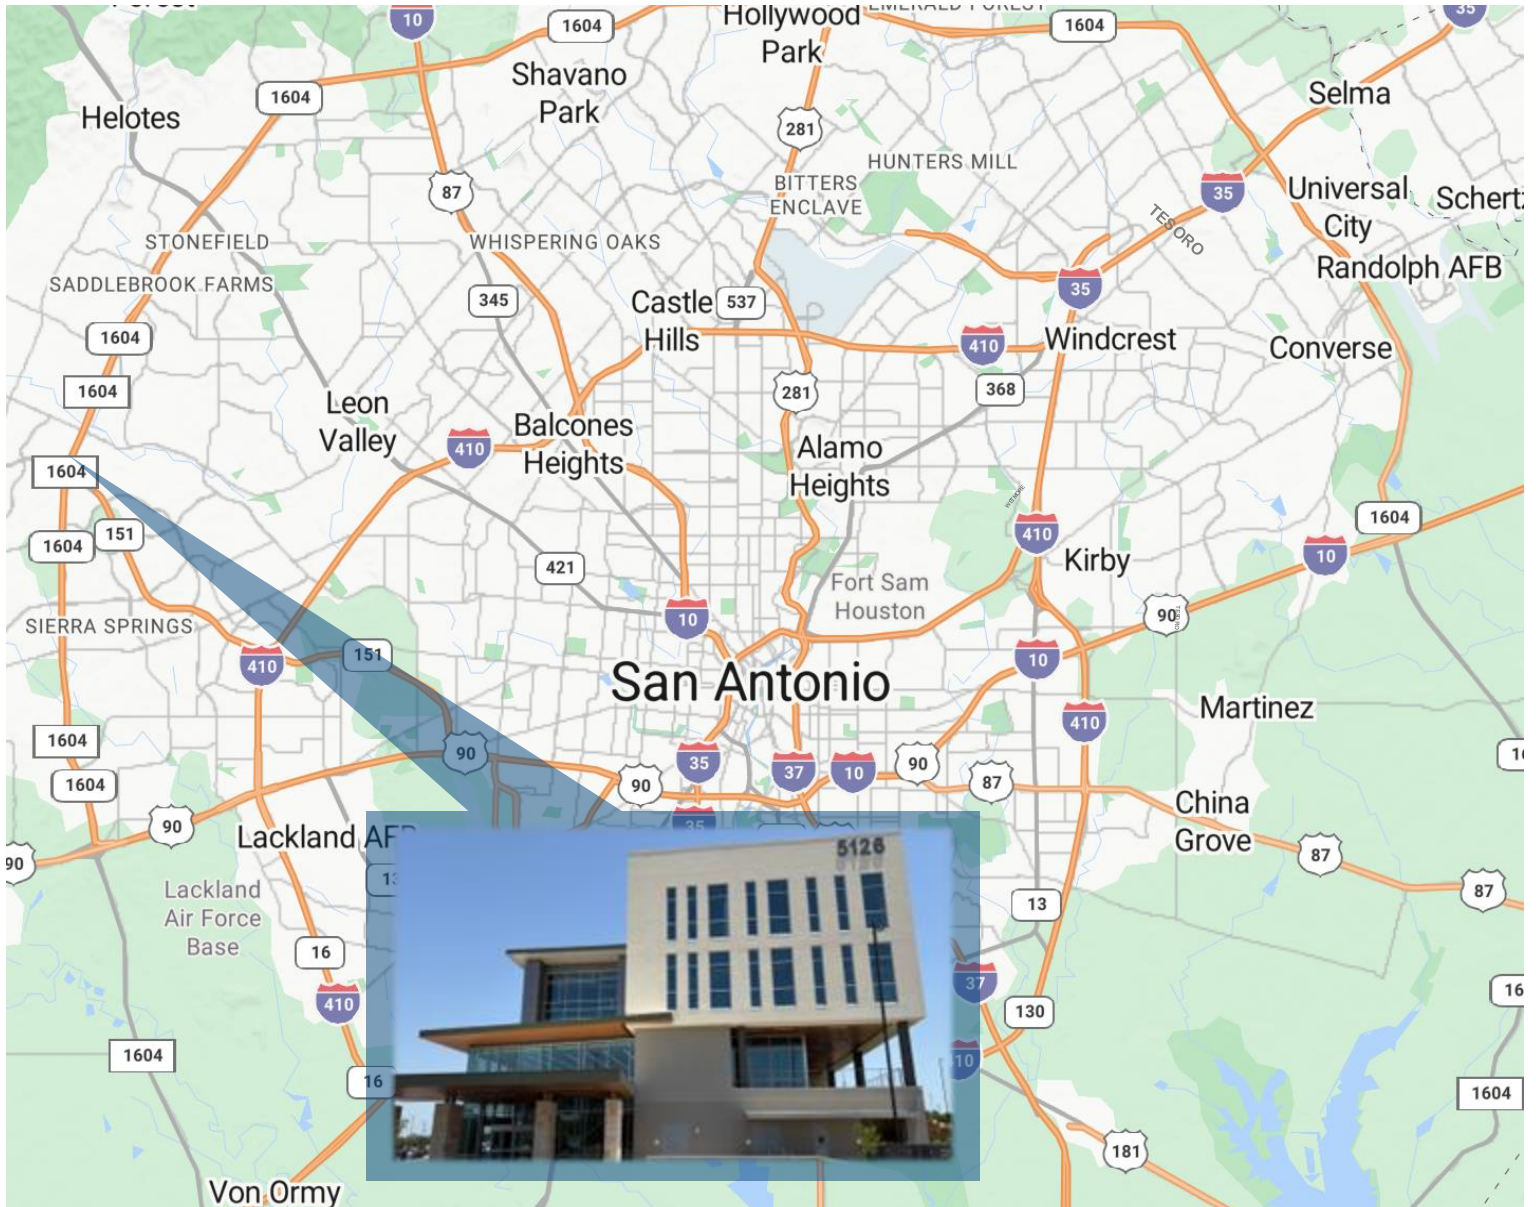 10
1604
Hollywood
Park
1604
35
Shavano
Park
1604
Helotes
Selma
281
HUNTERS MILL
87
BITTERS
ENCLAVE
35
Universal
City
TESORO
STONEFIELD
WHISPERING OAKS
Randolph AFB
SADDLEBROOK FARMS
345
Castle
Hills
537
35
1604
410
Windcrest
Converse
1604
281
368
Leon
Valley
410
Balcones
Heights
Alamo
Heights
1604
1604
151
410
1604
10
421
Kirby
Fort Sam
Houston
10
90
SIERRA SPRINGS
410
151
10
San Antonio
Martinez
410
1604
90
35
37
10
90
87
1604
90
90
China
Grove
90
87
87
35
Lackland
Lackland
Air Force
Base
5126
13
16
410
37
130
1604
16
10
1604
181
Von Ormy